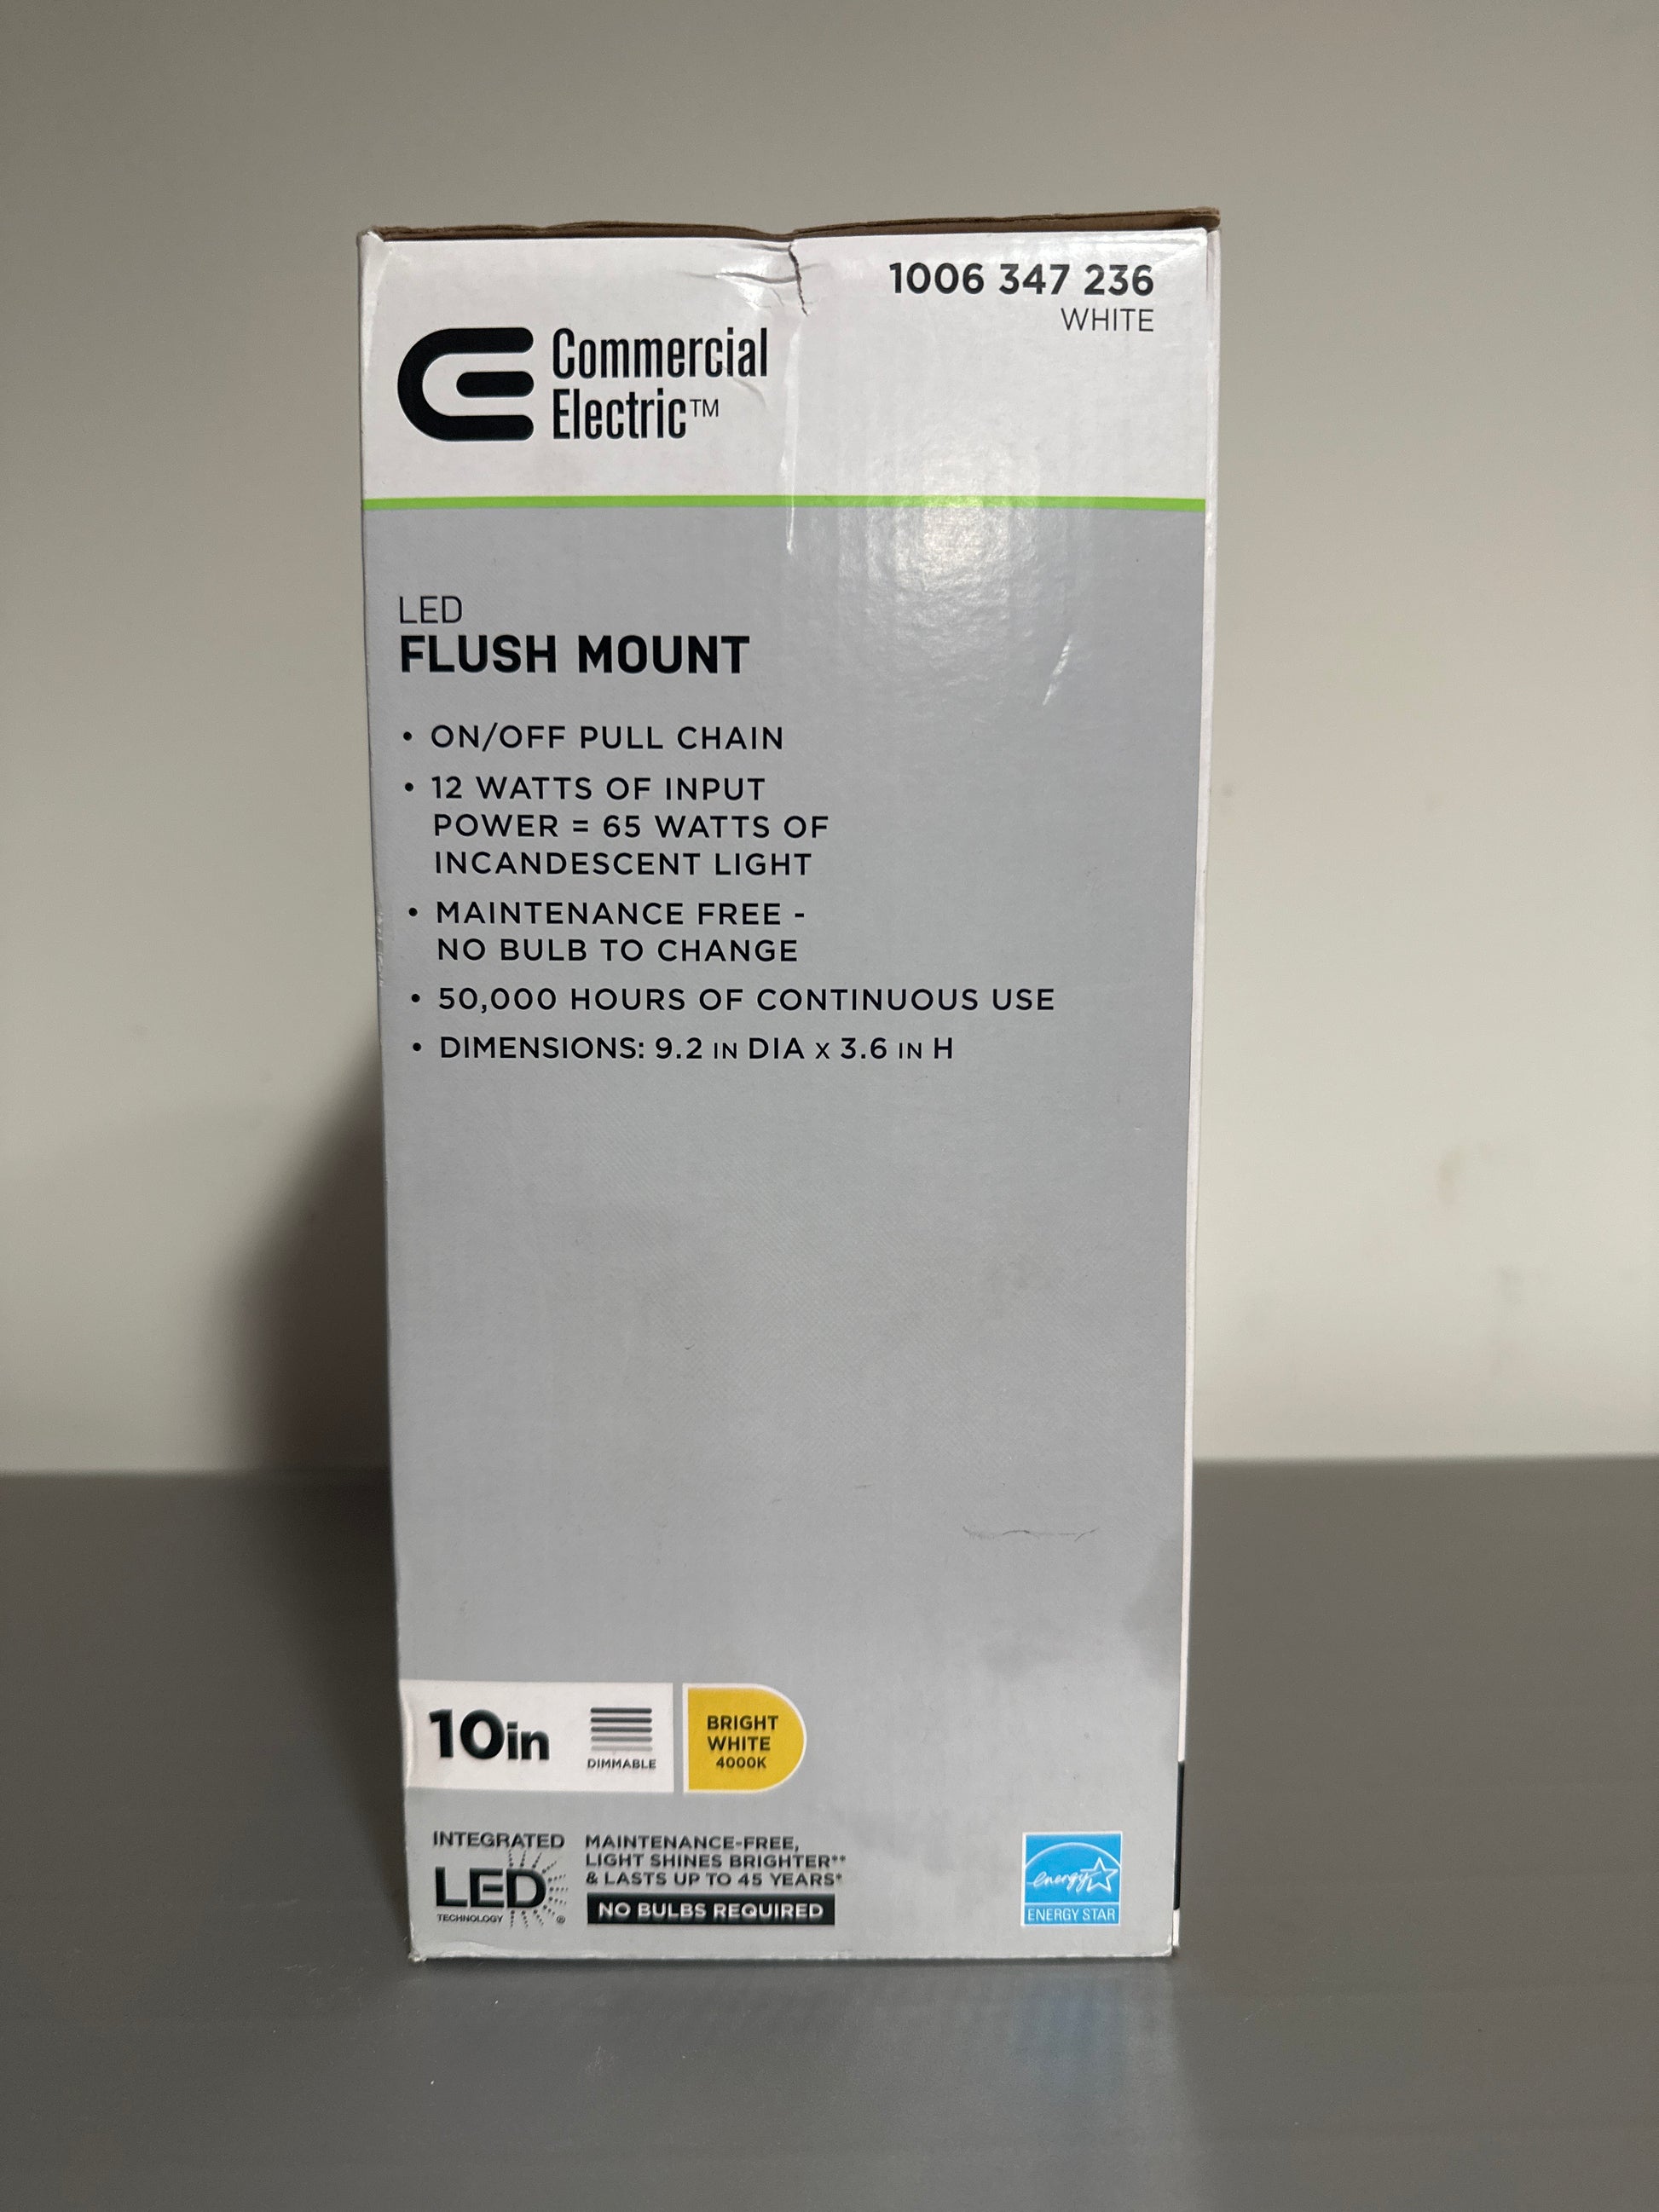 1006 347 236
WHITE
Commercial
Electric™
LED
FLUSH MOUNT
• ON/OFF PULL CHAIN
• 12 WATTS OF INPUT
POWER = 65 WATTS OF
INCANDESCENT LIGHT
• MAINTENANCE FREE -
NO BULB TO CHANGE
• 50,000 HOURS OF CONTINUOUS USE
• DIMENSIONS: 9.2 IN DIA X 3.6 IN H
10in
DIMMABLE
BRIGHT
WHITE
4000K
INTEGRATED
LED
TECHNOLOGY ®
MAINTENANCE-FREE,
LIGHT SHINES BRIGHTER**
& LASTS UP TO 45 YEARS*
NO BULBS REQUIRED
energy
ENERGY STAR